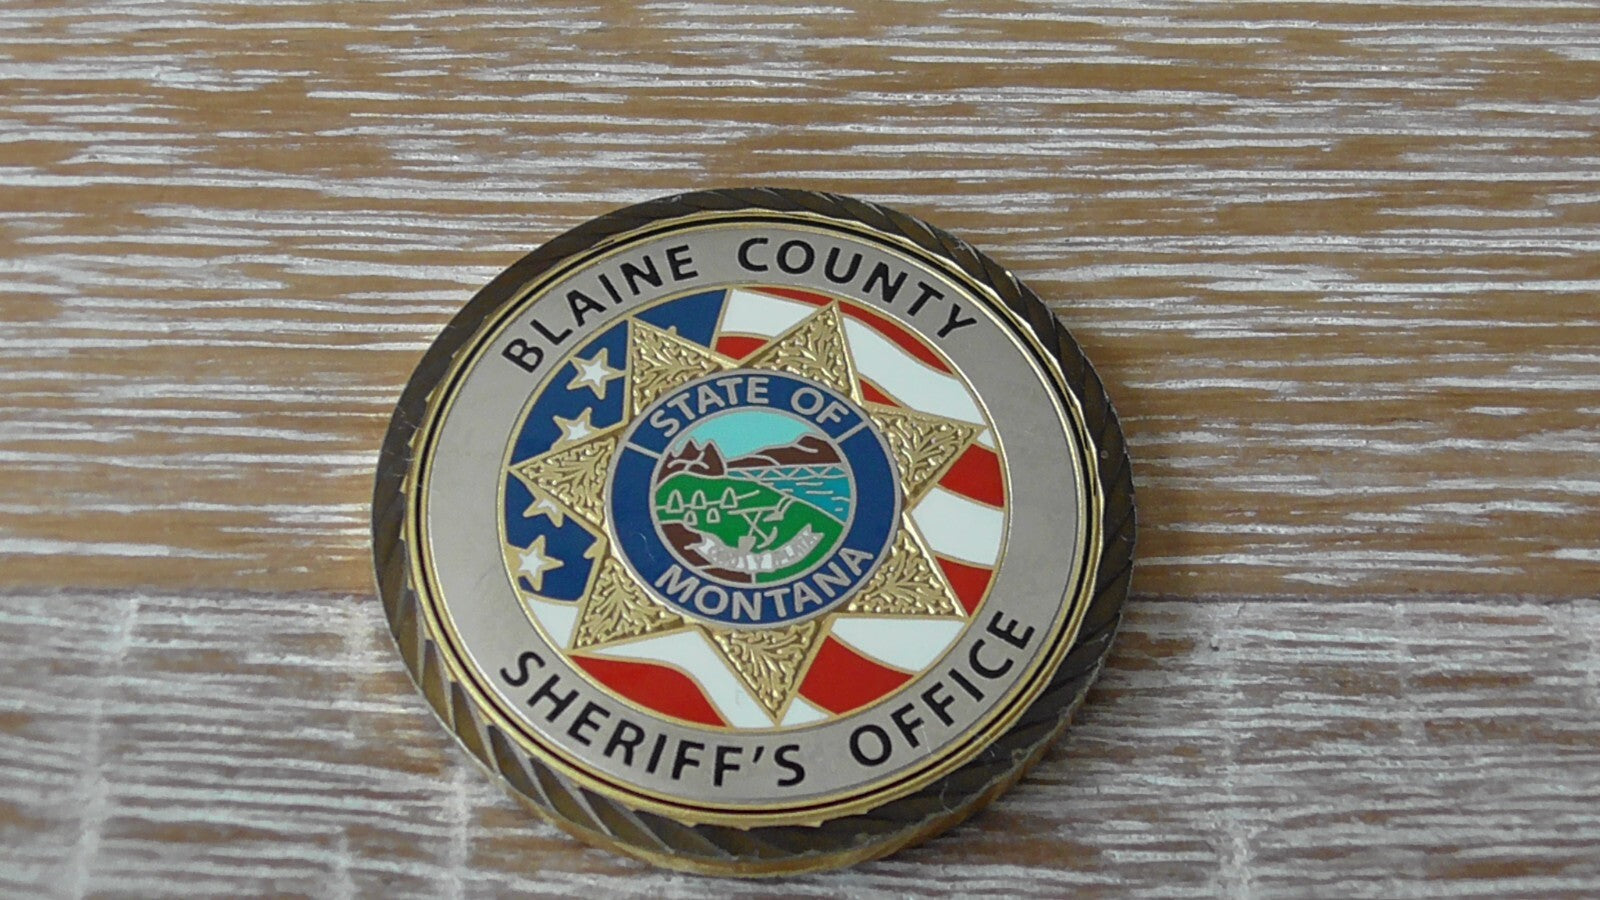 BLAINE COUNTY
STATE OF
MONTANA
SHERIFF'S OFFICE